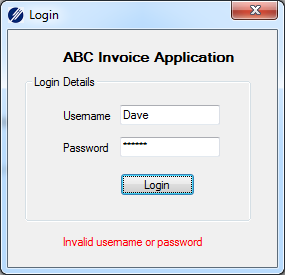 Login
ABC Invoice Application
Login Details
Username Dave
Password ******
Login
Invalid username or password